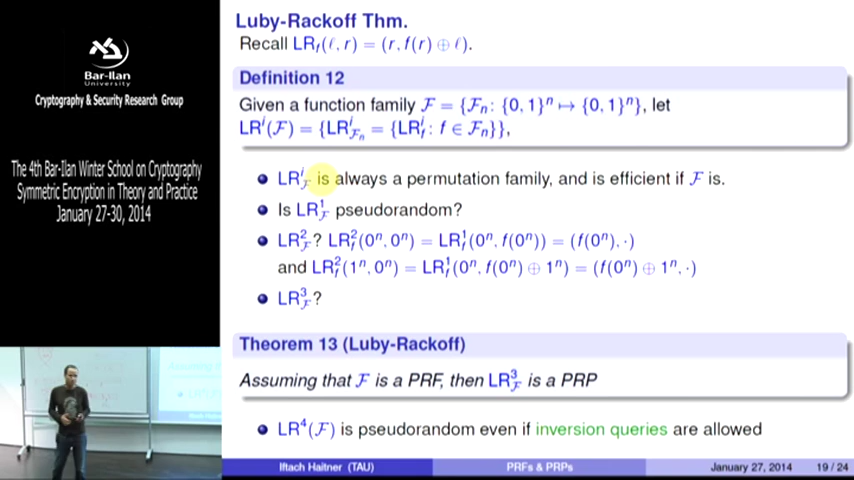 Bar-Ilan
University
Cryptography & Security Research Group
The 4th Bar-Ilan Winter School on Cryptography
Symmetric Encryption in Theory and Practice
January 27-30, 2014
Luby-Rackoff Thm.
Recall LR_f(ℓ, r) = (r, f(r) ⊕ ℓ).
Definition 12
Given a function family F = {F_n : {0, 1}^n ↦ {0, 1}^n}, let
LR^i(F) = {LR^i_{F_n} = {LR^i_f : f ∈ F_n}},
LR^i_F is always a permutation family, and is efficient if F is.
Is LR^1_F pseudorandom?
LR^2_F? LR^2_f(0^n, 0^n) = LR^1_f(0^n, f(0^n)) = (f(0^n), ·)
and LR^2_f(1^n, 0^n) = LR^1_f(0^n, f(0^n) ⊕ 1^n) = (f(0^n) ⊕ 1^n, ·)
LR^3_F?
Theorem 13 (Luby-Rackoff)
Assuming that F is a PRF, then LR^3_F is a PRP
LR^4(F) is pseudorandom even if inversion queries are allowed
Iftach Haitner (TAU) PRFs & PRPs January 27, 2014 19 / 24